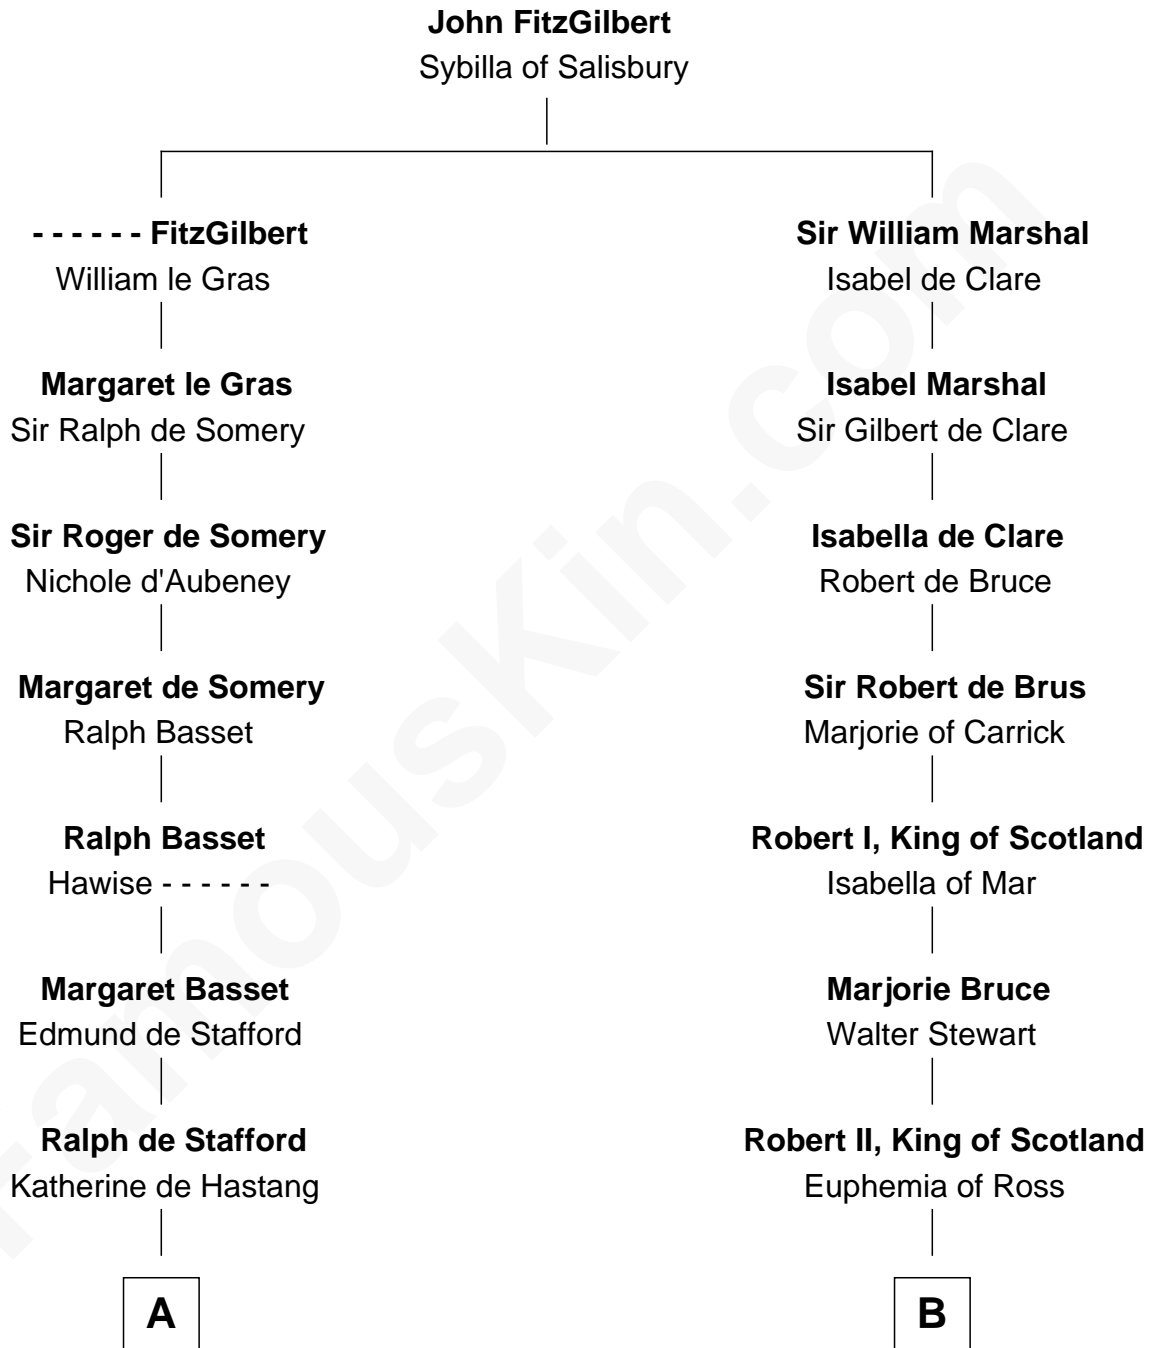 John FitzGilbert
Sybilla of Salisbury
- - - - - - FitzGilbert
William le Gras
Margaret le Gras
Sir Ralph de Somery
Sir Roger de Somery
Nichole d'Aubeney
Margaret de Somery
Ralph Basset
Ralph Basset
Hawise - - - - - -
Margaret Basset
Edmund de Stafford
Ralph de Stafford
Katherine de Hastang
A
Sir William Marshal
Isabel de Clare
Isabel Marshal
Sir Gilbert de Clare
Isabella de Clare
Robert de Bruce
Sir Robert de Brus
Marjorie of Carrick
Robert I, King of Scotland
Isabella of Mar
Marjorie Bruce
Walter Stewart
Robert II, King of Scotland
Euphemia of Ross
B
FamousKin.com